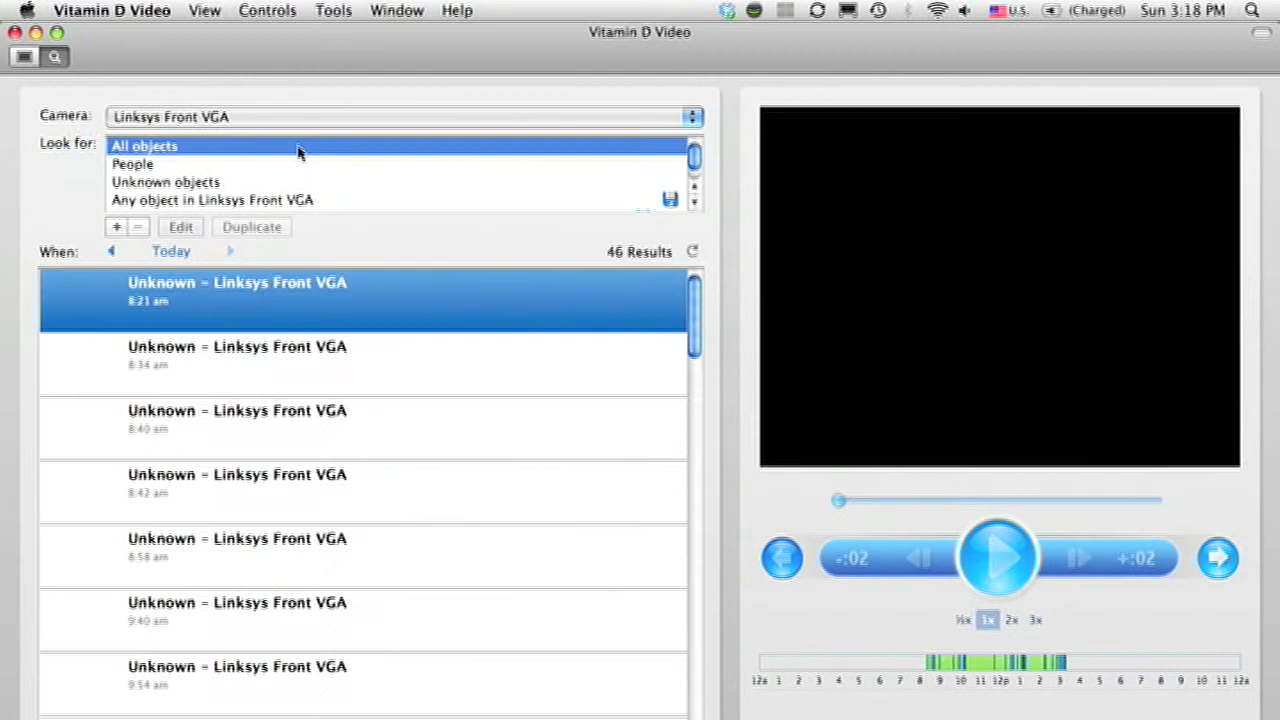 Vitamin D Video View Controls Tools Window Help U.S. (Charged) Sun 3:18 PM
Vitamin D Video
Camera: Linksys Front VGA
Look for: All objects
People
Unknown objects
Any object in Linksys Front VGA
+ − Edit Duplicate
When: Today 46 Results
Unknown - Linksys Front VGA
8:21 am
Unknown - Linksys Front VGA
8:34 am
Unknown - Linksys Front VGA
8:40 am
Unknown - Linksys Front VGA
8:42 am
Unknown - Linksys Front VGA
8:58 am
Unknown - Linksys Front VGA
9:40 am
Unknown - Linksys Front VGA
9:54 am
-:02 +:02
½x 1x 2x 3x
12a 1 2 3 4 5 6 7 8 9 10 11 12p 1 2 3 4 5 6 7 8 9 10 11 12a